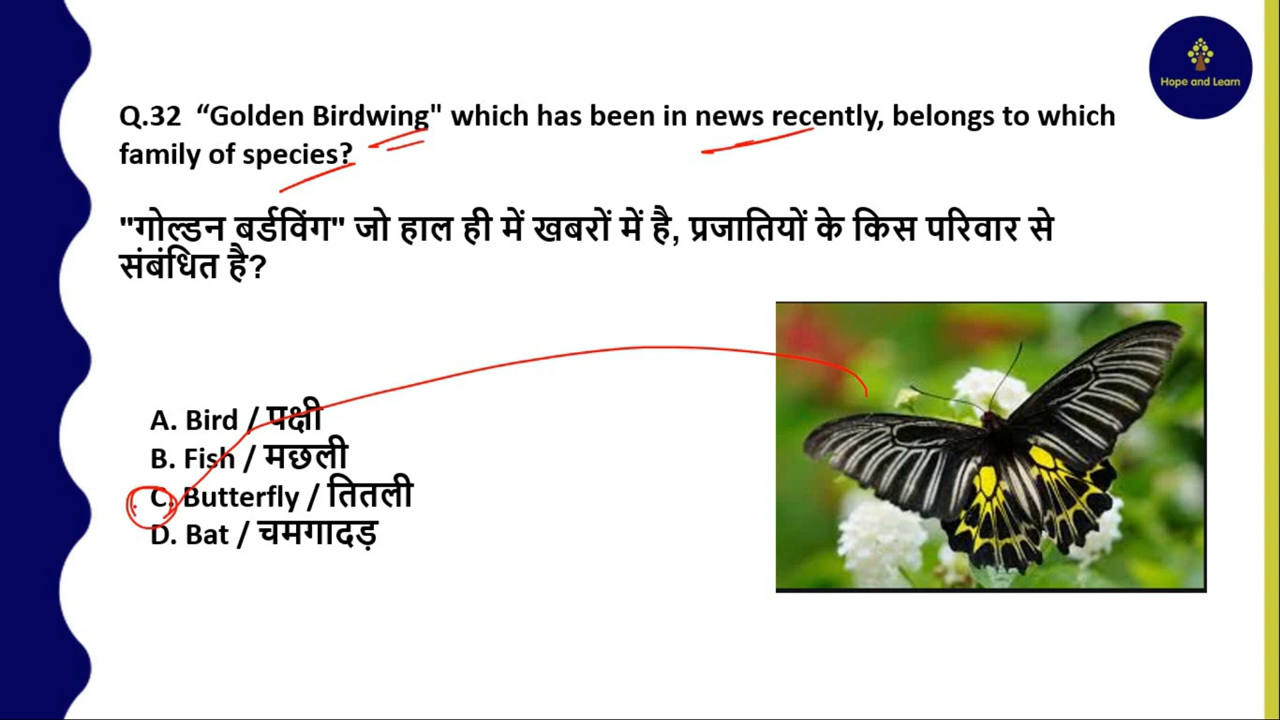 Hope and Learn
Q.32 “Golden Birdwing" which has been in news recently, belongs to which
family of species?
"गोल्डन बर्डविंग" जो हाल ही में खबरों में है, प्रजातियों के किस परिवार से
संबंधित है?
A. Bird / पक्षी
B. Fish / मछली
C. Butterfly / तितली
D. Bat / चमगादड़